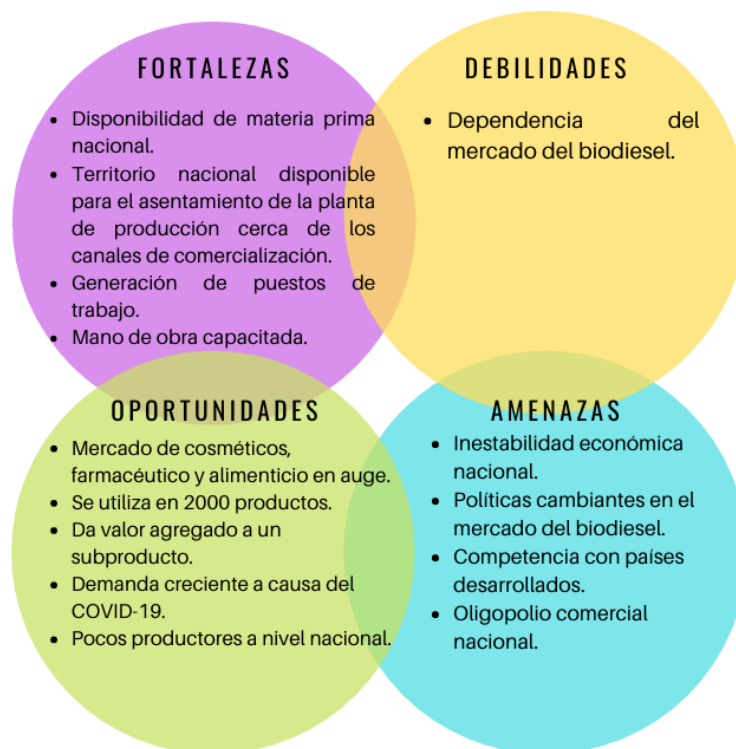 FORTALEZAS
• Disponibilidad de materia prima
nacional.
• Territorio nacional disponible
para el asentamiento de la planta
de producción cerca de los
canales de comercialización.
• Generación de puestos de
trabajo.
• Mano de obra capacitada.
DEBILIDADES
• Dependencia del
mercado del biodiesel.
OPORTUNIDADES
• Mercado de cosméticos,
farmacéutico y alimenticio en auge.
• Se utiliza en 2000 productos.
• Da valor agregado a un
subproducto.
• Demanda creciente a causa del
COVID-19.
• Pocos productores a nivel nacional.
AMENAZAS
• Inestabilidad económica
nacional.
• Políticas cambiantes en el
mercado del biodiesel.
• Competencia con países
desarrollados.
• Oligopolio comercial
nacional.